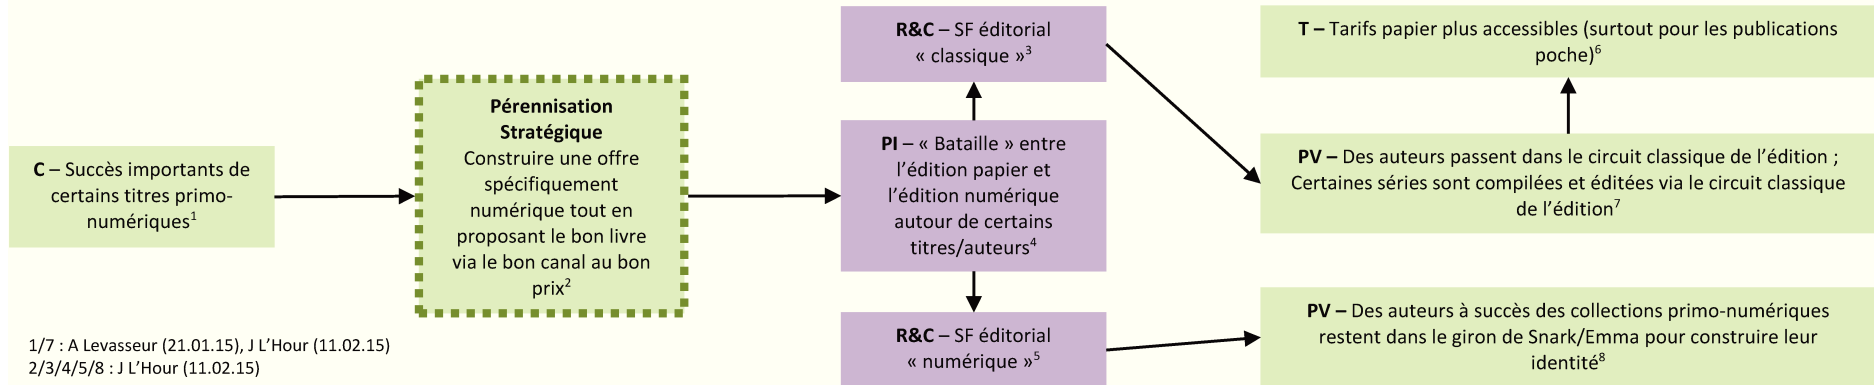 C – Succès importants de
certains titres primo-
numériques1
Pérennisation
Stratégique
Construire une offre
spécifiquement
numérique tout en
proposant le bon livre
via le bon canal au bon
prix2
R&C – SF éditorial
« classique »3
PI – « Bataille » entre
l’édition papier et
l’édition numérique
autour de certains
titres/auteurs4
R&C – SF éditorial
« numérique »5
T – Tarifs papier plus accessibles (surtout pour les publications
poche)6
PV – Des auteurs passent dans le circuit classique de l’édition ;
Certaines séries sont compilées et éditées via le circuit classique
de l’édition7
PV – Des auteurs à succès des collections primo-numériques
restent dans le giron de Snark/Emma pour construire leur
identité8
1/7 : A Levasseur (21.01.15), J L’Hour (11.02.15)
2/3/4/5/8 : J L’Hour (11.02.15)